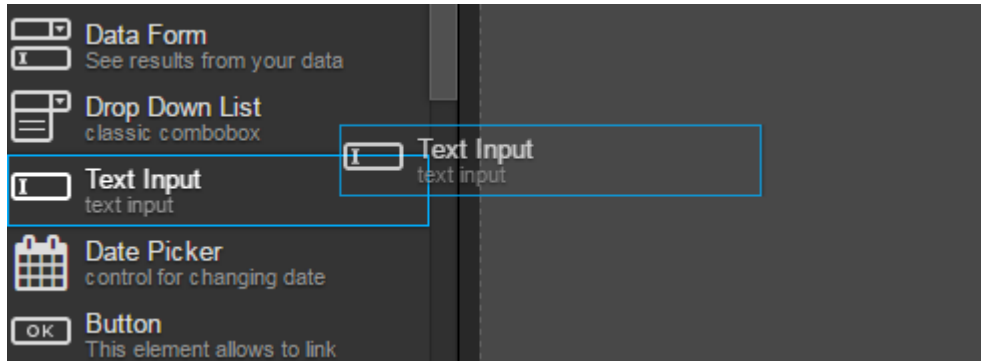 Data Form
See results from your data
Drop Down List
classic combobox
Text Input
text input
Text Input
text input
Date Picker
control for changing date
OK
Button
This element allows to link